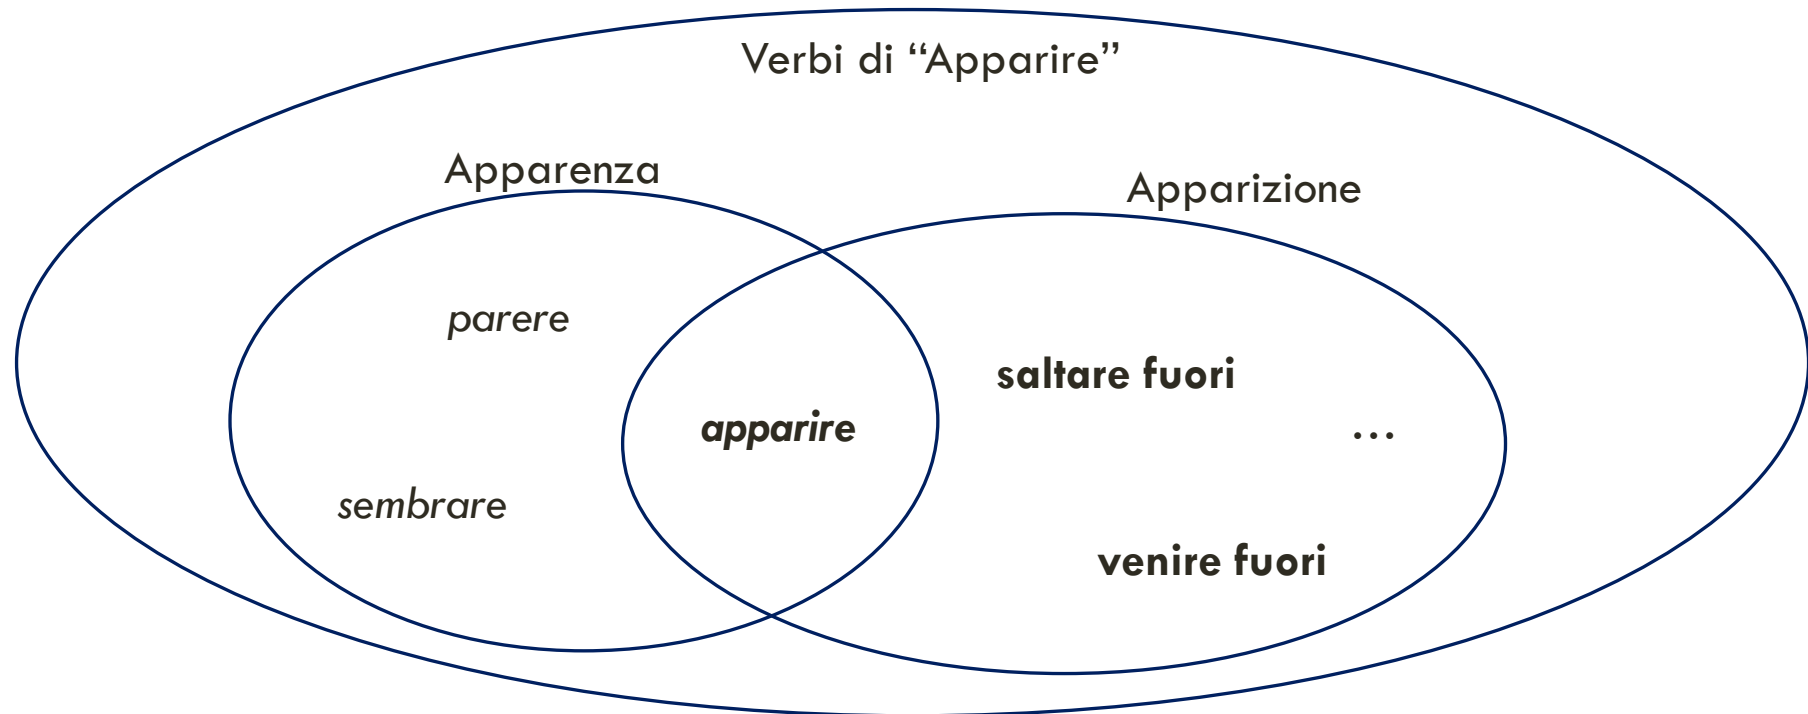 Verbi di “Apparire”
Apparenza
Apparizione
parere
saltare fuori
apparire
…
sembrare
venire fuori